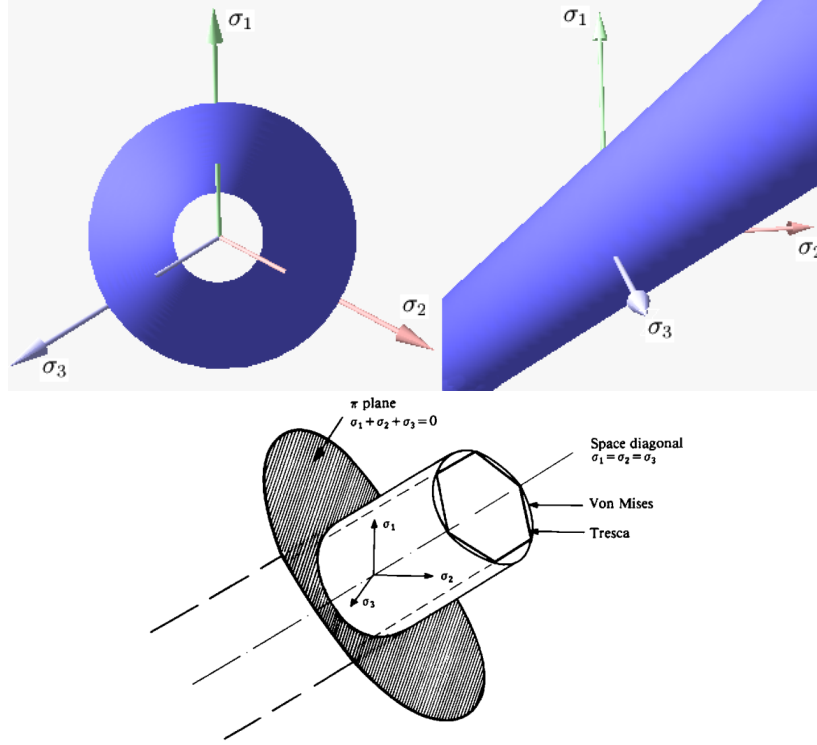 σ₁
σ₂
σ₃
σ₁
σ₂
σ₃
π plane
σ₁ + σ₂ + σ₃ = 0
Space diagonal
σ₁ = σ₂ = σ₃
Von Mises
Tresca
σ₁
σ₂
σ₃